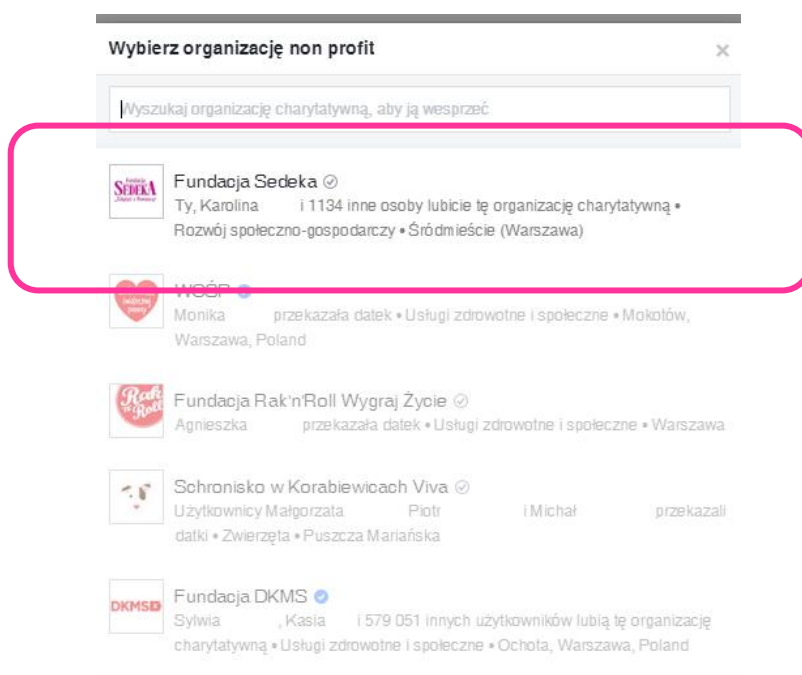 Wybierz organizację non profit
Wyszukaj organizację charytatywną, aby ją wesprzeć
Fundacja
SEDEKA
Fundacja Sedeka
Ty, Karolina i 1134 inne osoby lubicie tę organizację charytatywną •
Rozwój społeczno-gospodarczy • Śródmieście (Warszawa)
WOŚP
Monika przekazała datek • Usługi zdrowotne i społeczne • Mokotów,
Warszawa, Poland
Rak
'n'Roll
Fundacja Rak'n'Roll Wygraj Życie
Agnieszka przekazała datek • Usługi zdrowotne i społeczne • Warszawa
Schronisko w Korabiewicach Viva
Użytkownicy Małgorzata Piotr i Michał przekazali
datki • Zwierzęta • Puszcza Mariańska
DKMS
Fundacja DKMS
Sylwia , Kasia i 579 051 innych użytkowników lubią tę organizację
charytatywną • Usługi zdrowotne i społeczne • Ochota, Warszawa, Poland